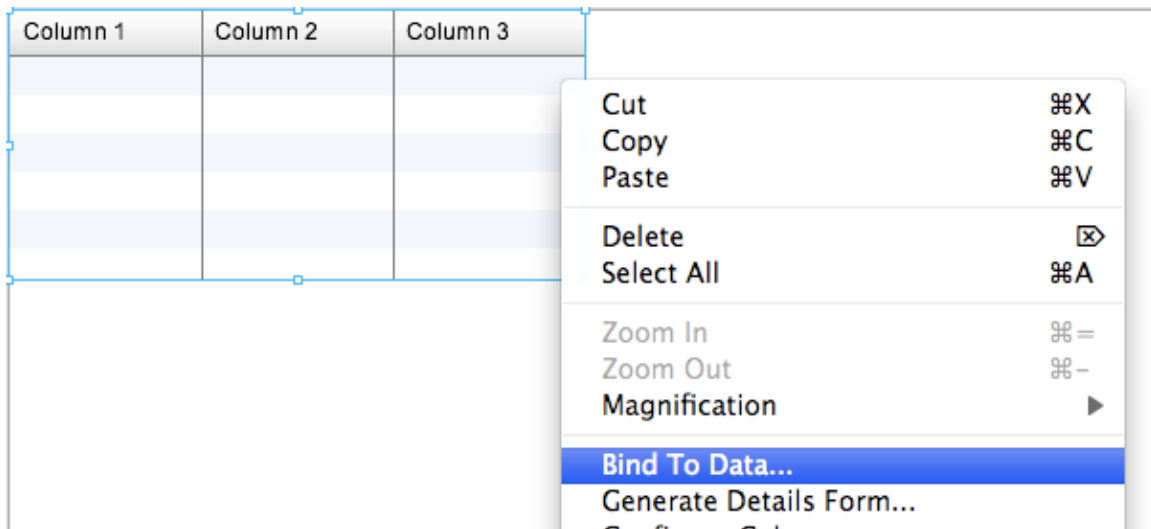 Column 1 Column 2 Column 3
Cut ⌘X
Copy ⌘C
Paste ⌘V
Delete ⌦
Select All ⌘A
Zoom In ⌘=
Zoom Out ⌘-
Magnification ▶
Bind To Data...
Generate Details Form...